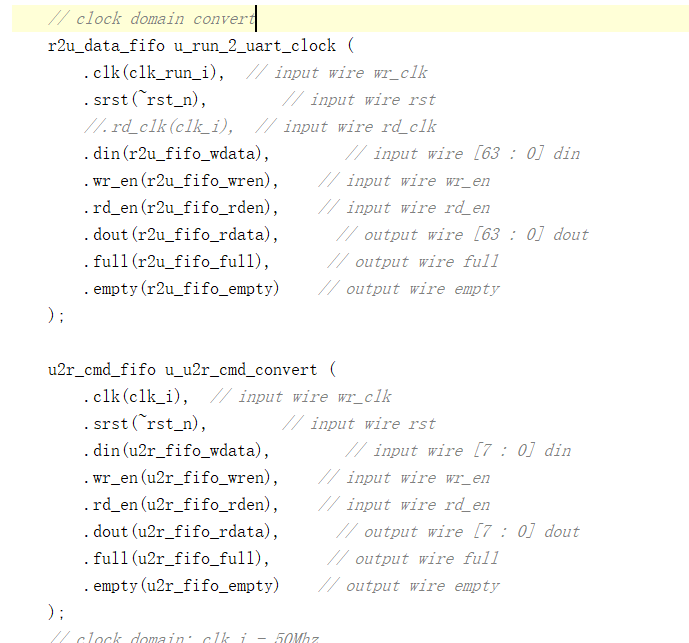 // clock domain convert
r2u_data_fifo u_run_2_uart_clock (
.clk(clk_run_i), // input wire wr_clk
.srst(~rst_n), // input wire rst
//.rd_clk(clk_i), // input wire rd_clk
.din(r2u_fifo_wdata), // input wire [63 : 0] din
.wr_en(r2u_fifo_wren), // input wire wr_en
.rd_en(r2u_fifo_rden), // input wire rd_en
.dout(r2u_fifo_rdata), // output wire [63 : 0] dout
.full(r2u_fifo_full), // output wire full
.empty(r2u_fifo_empty) // output wire empty
);
u2r_cmd_fifo u_u2r_cmd_convert (
.clk(clk_i), // input wire wr_clk
.srst(~rst_n), // input wire rst
.din(u2r_fifo_wdata), // input wire [7 : 0] din
.wr_en(u2r_fifo_wren), // input wire wr_en
.rd_en(u2r_fifo_rden), // input wire rd_en
.dout(u2r_fifo_rdata), // output wire [7 : 0] dout
.full(u2r_fifo_full), // output wire full
.empty(u2r_fifo_empty) // output wire empty
);
// clock domain: clk_i = 50Mhz